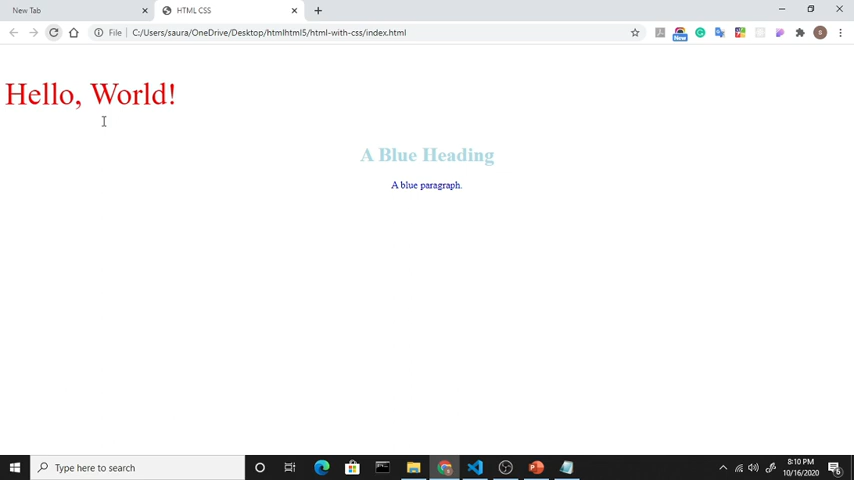 New Tab
HTML CSS
File
C:/Users/saura/OneDrive/Desktop/htmlhtml5/html-with-css/index.html
New
Hello, World!
A Blue Heading
A blue paragraph.
Type here to search
8:10 PM
10/16/2020